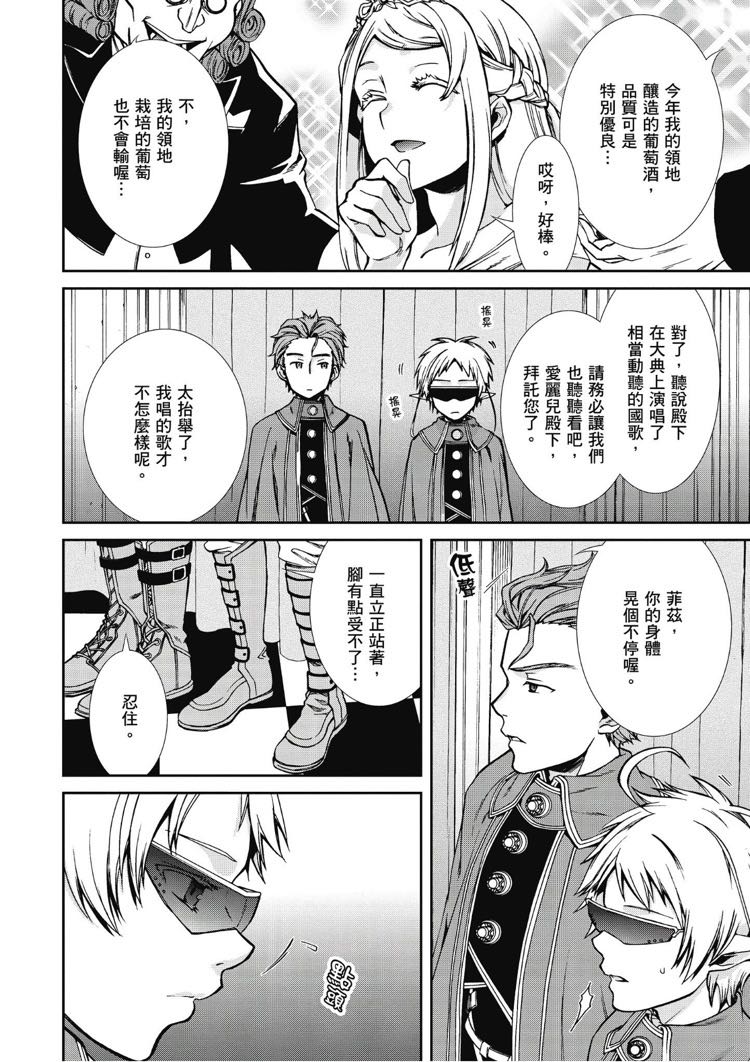 今年我的領地
釀造的葡萄酒，
品質可是
特別優良…
哎呀，好棒。
不，
我的領地
栽培的葡萄
也不會輸喔…
。
對了，聽說殿下
在大典上演唱了
相當動聽的國歌，
請務必讓我們
也聽聽看吧，
愛麗兒殿下，
拜託您了。
搖晃
搖晃
太抬舉了，
我唱的歌才
不怎麼樣呢。
菲茲，
你的身體
晃個不停喔。
低聲
一直立正站著，
腳有點受不了…
忍住。